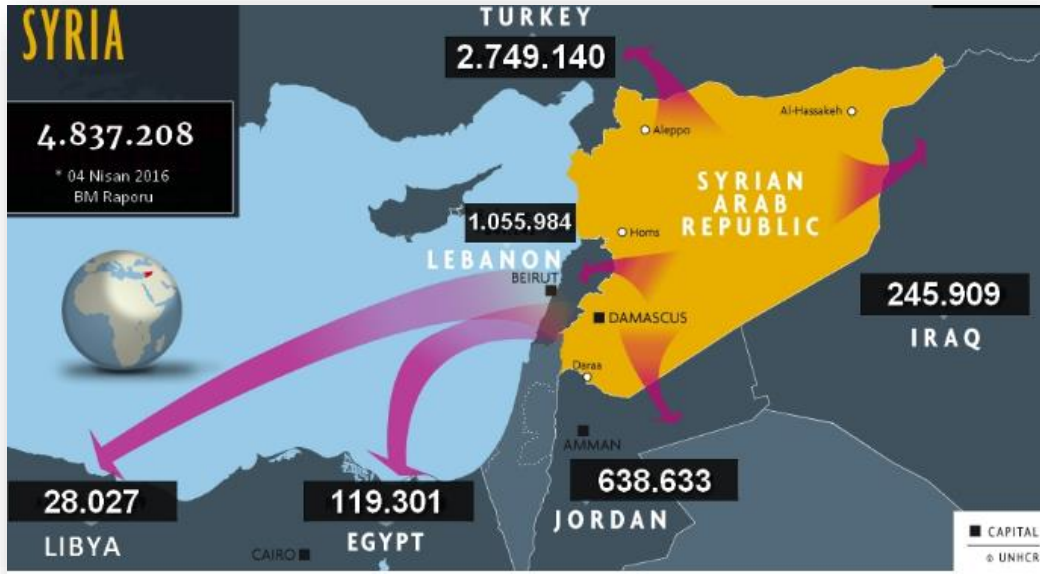 SYRIA
4.837.208
* 04 Nisan 2016
BM Raporu
TURKEY
2.749.140
Al-Hassakeh
Aleppo
SYRIAN
ARAB
REPUBLIC
1.055.984
Homs
LEBANON
BEIRUT
DAMASCUS
245.909
IRAQ
Daraa
AMMAN
638.633
JORDAN
28.027
LIBYA
119.301
EGYPT
CAIRO
CAPITAL
© UNHCR